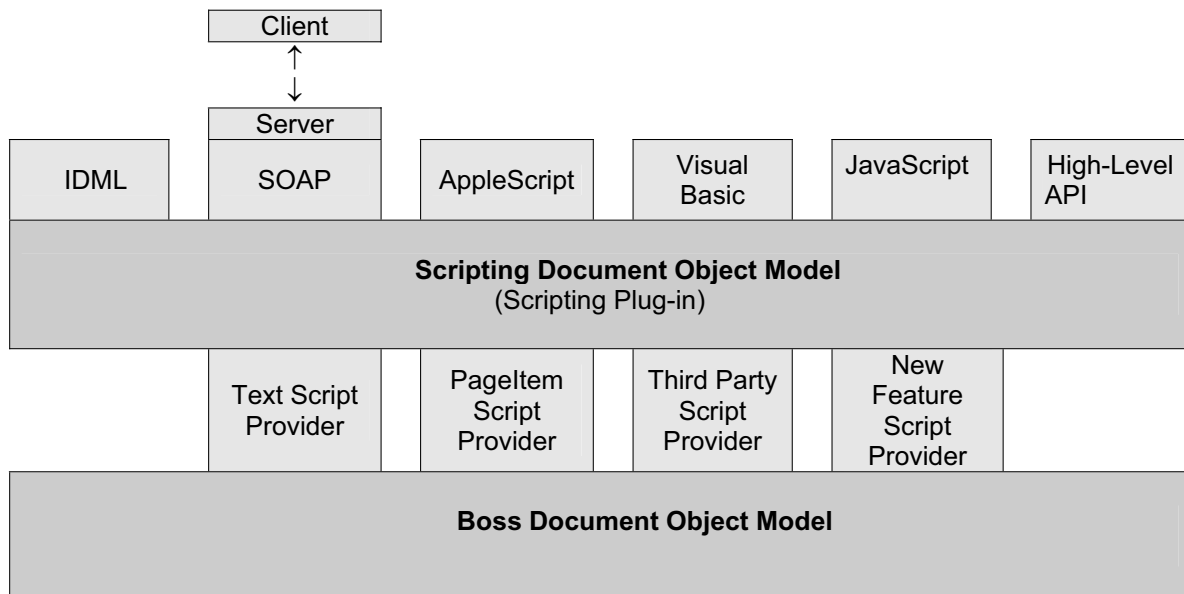 Client
Server
IDML
SOAP
AppleScript
Visual
Basic
JavaScript
High-Level
API
Scripting Document Object Model
(Scripting Plug-in)
Text Script
Provider
PageItem
Script
Provider
Third Party
Script
Provider
New
Feature
Script
Provider
Boss Document Object Model